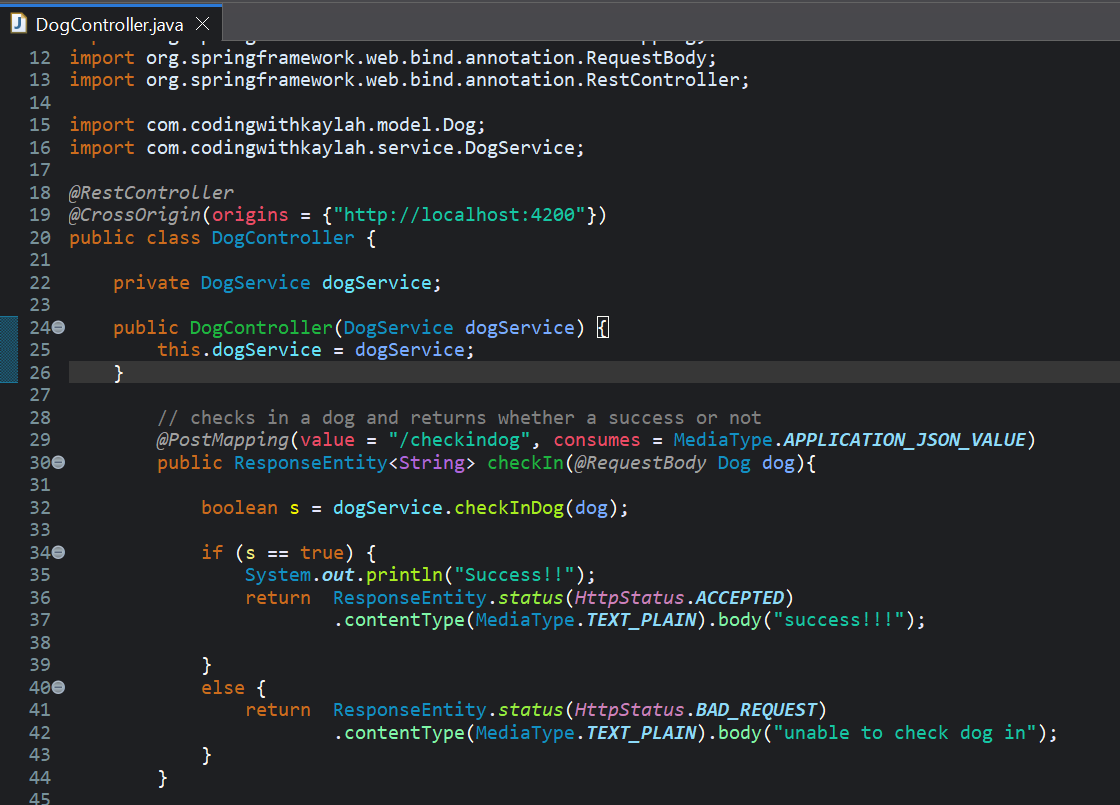 DogController.java
12 import org.springframework.web.bind.annotation.RequestBody;
13 import org.springframework.web.bind.annotation.RestController;
14
15 import com.codingwithkaylah.model.Dog;
16 import com.codingwithkaylah.service.DogService;
17
18 @RestController
19 @CrossOrigin(origins = {"http://localhost:4200"})
20 public class DogController {
21
22     private DogService dogService;
23
24     public DogController(DogService dogService) {
25         this.dogService = dogService;
26     }
27
28         // checks in a dog and returns whether a success or not
29         @PostMapping(value = "/checkindog", consumes = MediaType.APPLICATION_JSON_VALUE)
30         public ResponseEntity<String> checkIn(@RequestBody Dog dog){
31
32             boolean s = dogService.checkInDog(dog);
33
34             if (s == true) {
35                 System.out.println("Success!!");
36                 return  ResponseEntity.status(HttpStatus.ACCEPTED)
37                         .contentType(MediaType.TEXT_PLAIN).body("success!!!");
38
39             }
40             else {
41                 return  ResponseEntity.status(HttpStatus.BAD_REQUEST)
42                         .contentType(MediaType.TEXT_PLAIN).body("unable to check dog in");
43             }
44         }
45